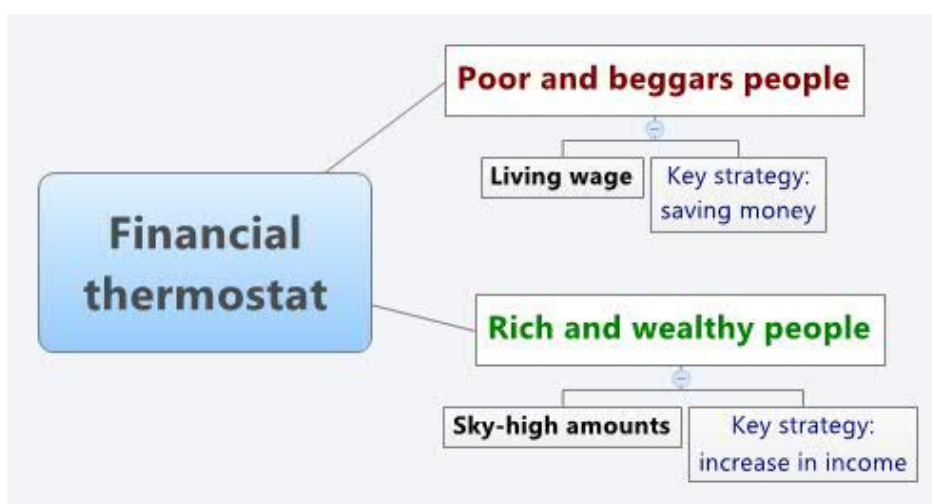 Financial
thermostat
Poor and beggars people
Living wage
Key strategy:
saving money
Rich and wealthy people
Sky-high amounts
Key strategy:
increase in income